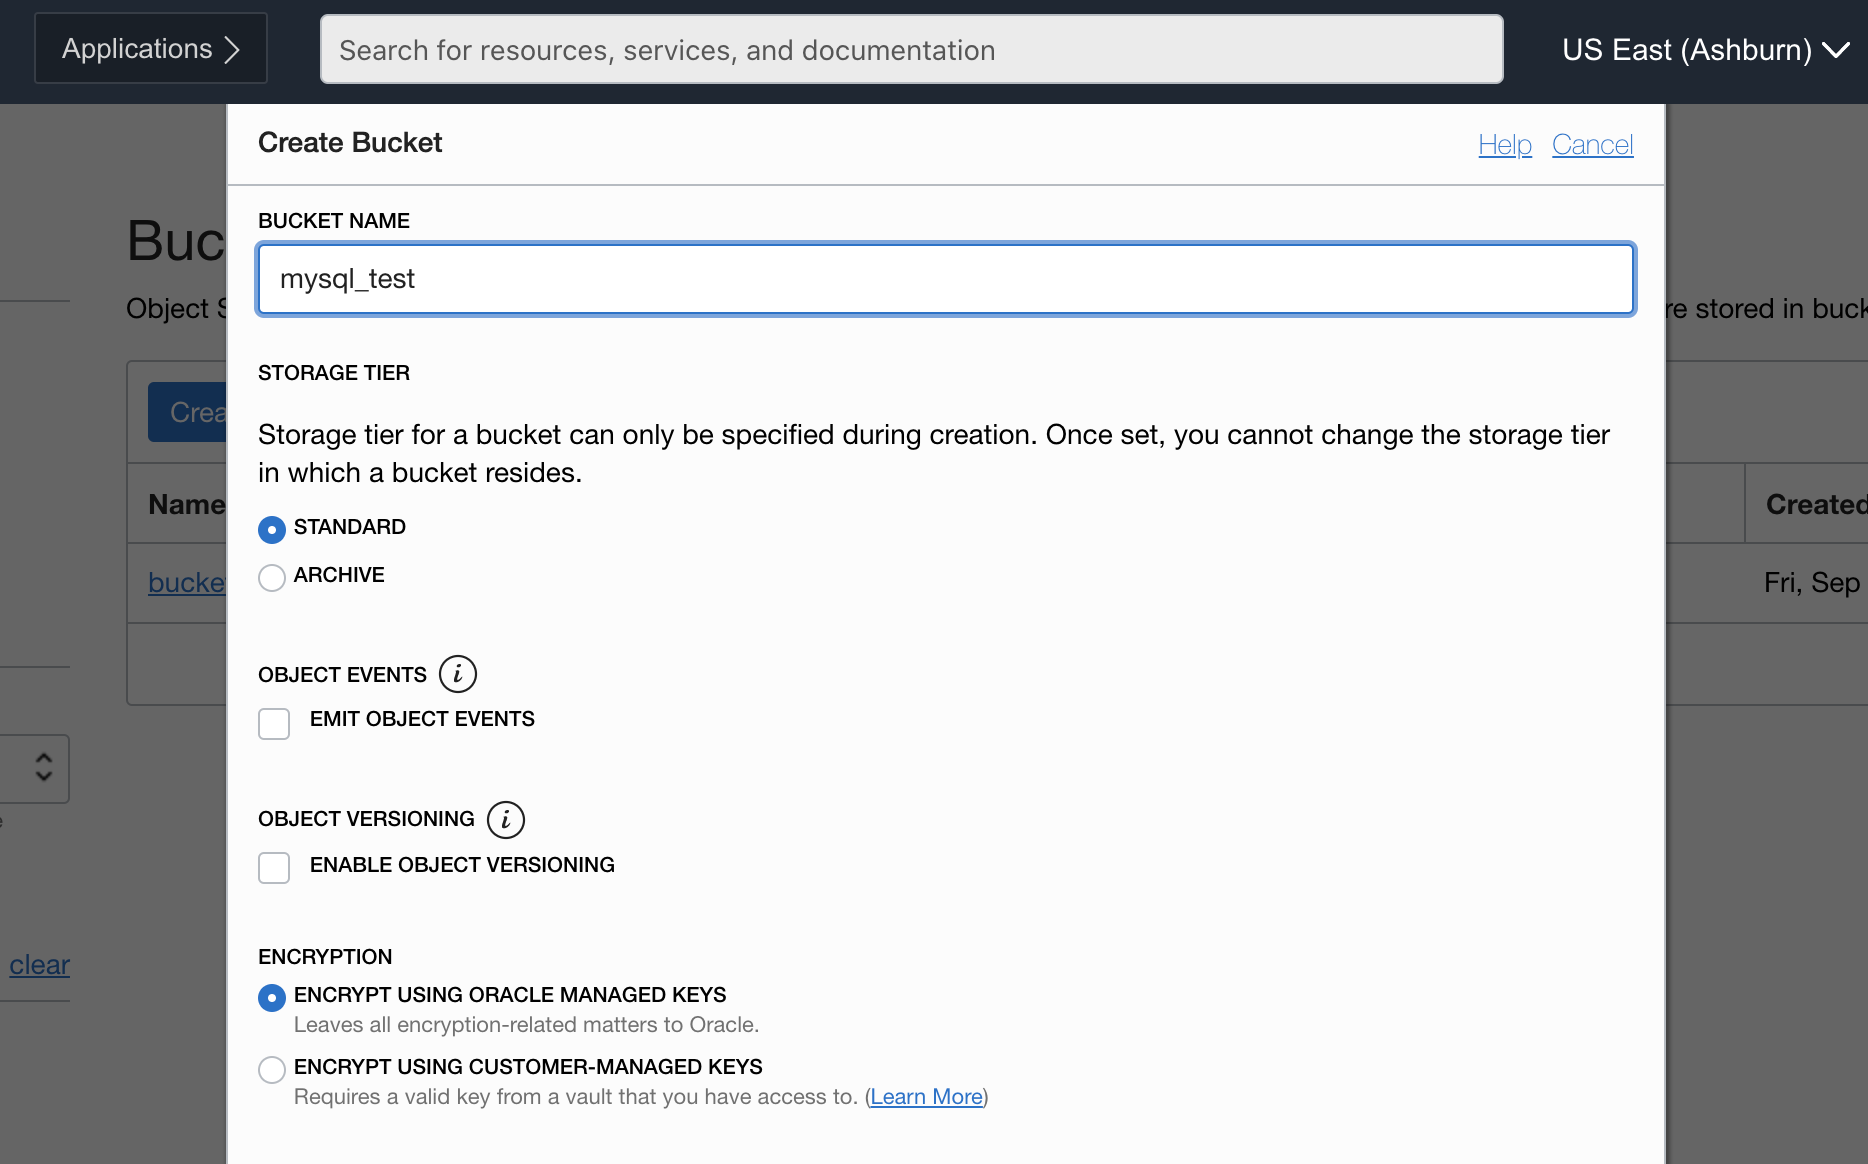 Applications
Search for resources, services, and documentation
US East (Ashburn)
Create Bucket
Help Cancel
Buc
BUCKET NAME
mysql_test
Object S
re stored in buck
STORAGE TIER
Crea
Storage tier for a bucket can only be specified during creation. Once set, you cannot change the storage tier
in which a bucket resides.
Name
Created
STANDARD
ARCHIVE
bucket
Fri, Sep
OBJECT EVENTS i
EMIT OBJECT EVENTS
OBJECT VERSIONING i
ENABLE OBJECT VERSIONING
ENCRYPTION
clear
ENCRYPT USING ORACLE MANAGED KEYS
Leaves all encryption-related matters to Oracle.
ENCRYPT USING CUSTOMER-MANAGED KEYS
Requires a valid key from a vault that you have access to. (Learn More)